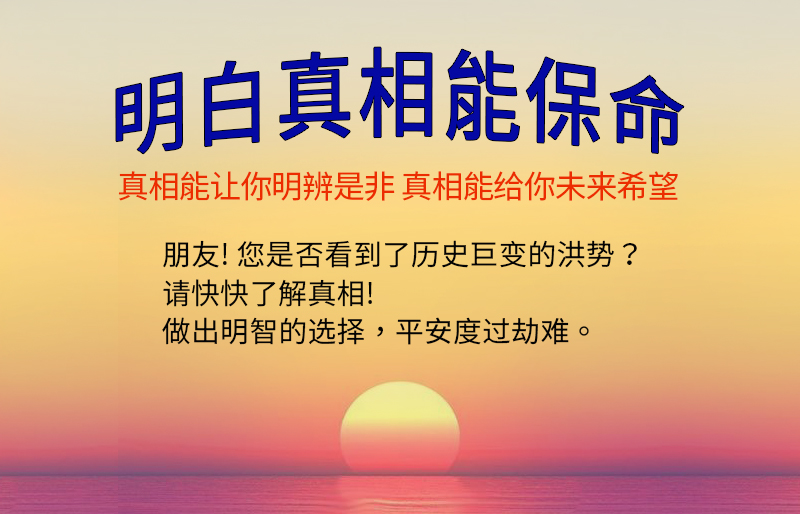 明白真相能保命
真相能让你明辨是非 真相能给你未来希望
朋友! 您是否看到了历史巨变的洪势？
请快快了解真相!
做出明智的选择，平安度过劫难。